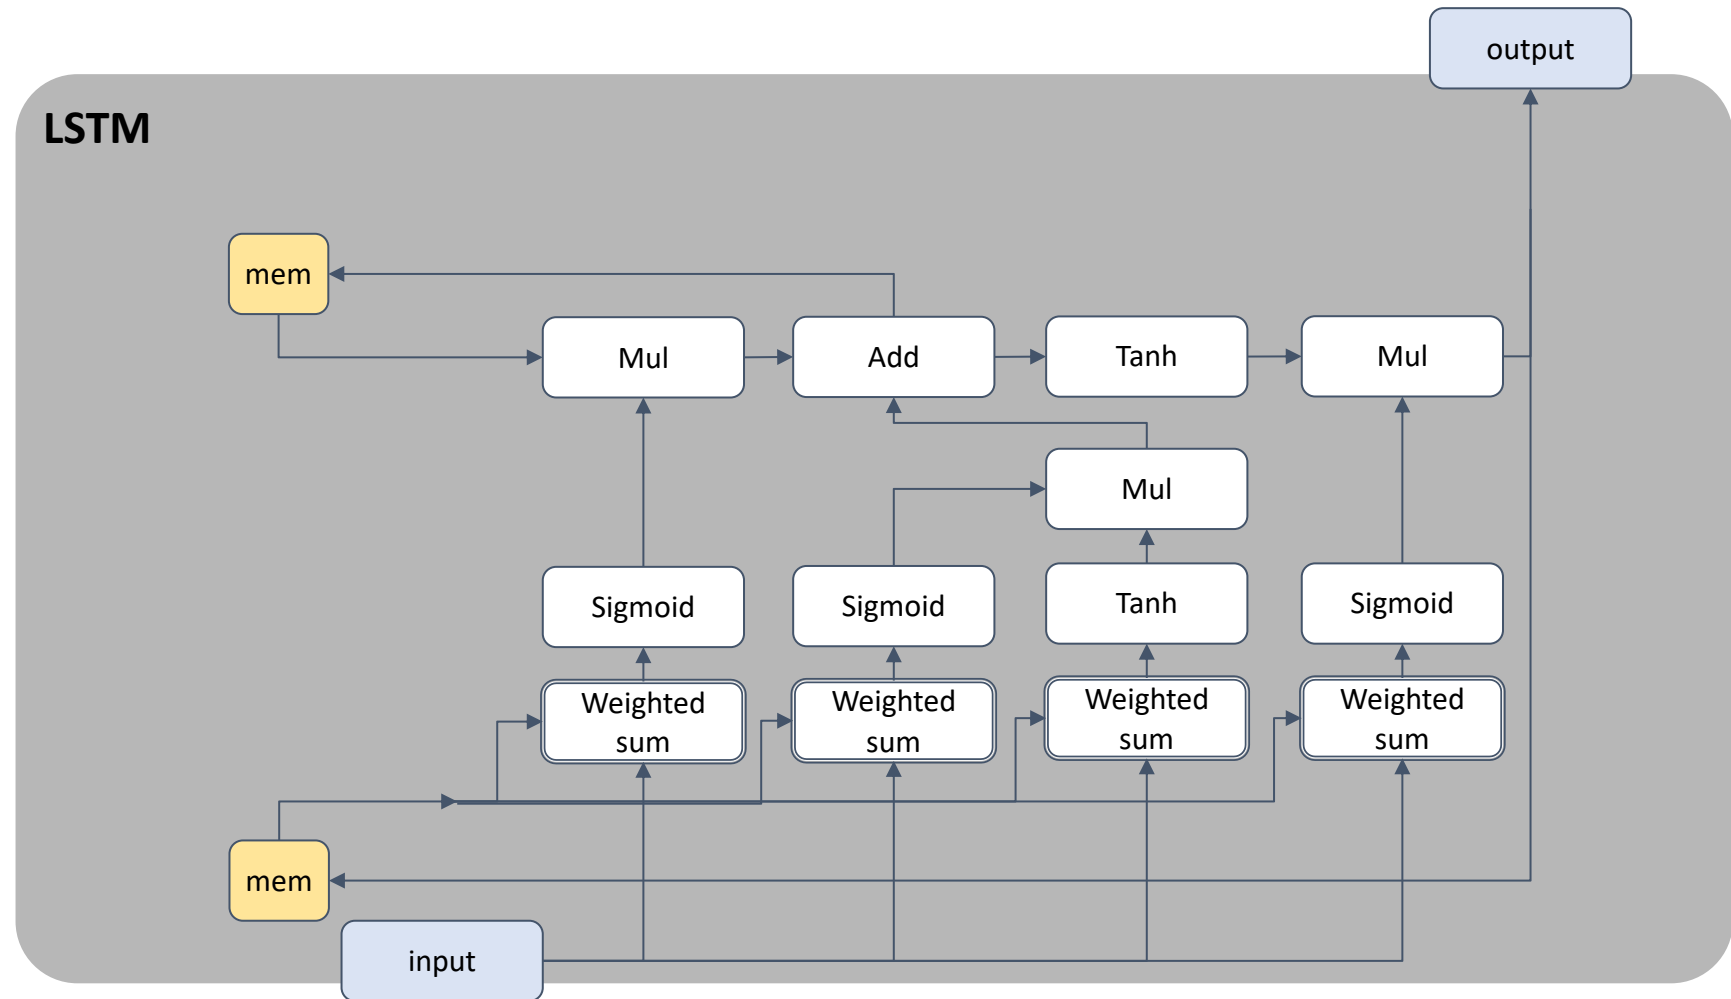 output
LSTM
mem
Mul
Add
Tanh
Mul
Mul
Sigmoid
Sigmoid
Tanh
Sigmoid
Weighted
sum
Weighted
sum
Weighted
sum
Weighted
sum
mem
input